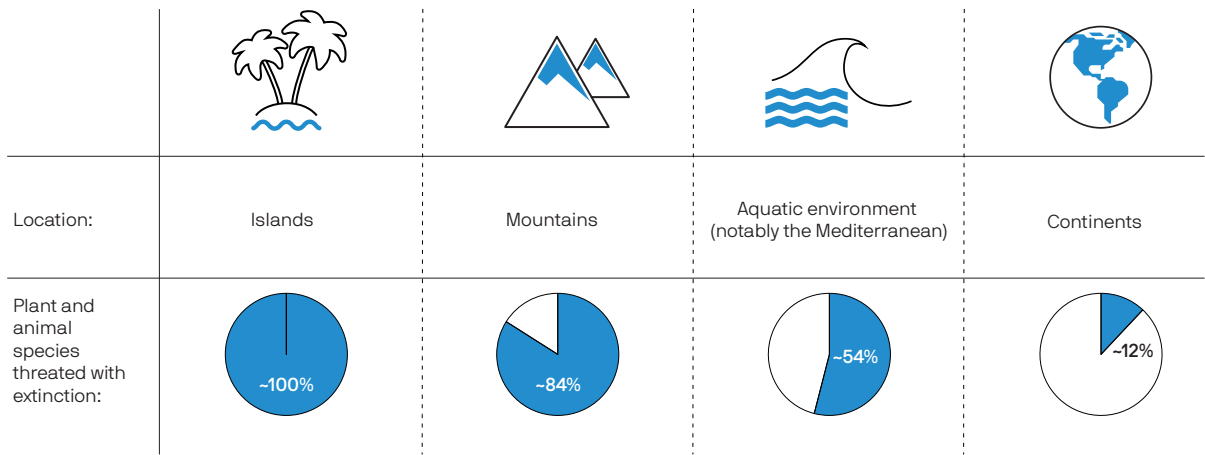 Location:
Islands
Mountains
Aquatic environment
(notably the Mediterranean)
Continents
Plant and
animal
species
threated with
extinction:
~100%
~84%
~54%
~12%